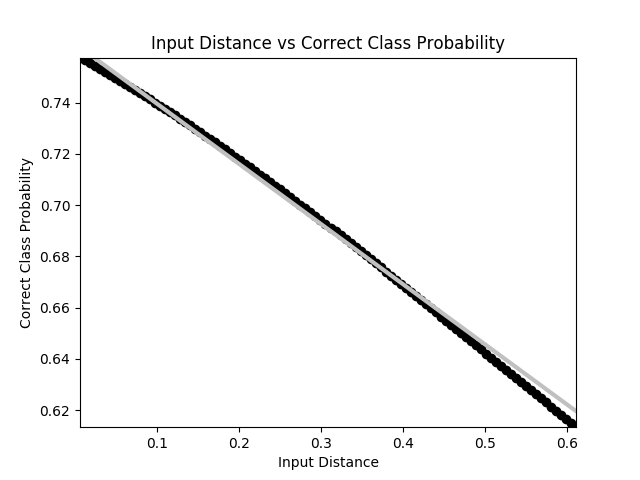 Input Distance vs Correct Class Probability
Correct Class Probability
0.74
0.72
0.70
0.68
0.66
0.64
0.62
0.1 0.2 0.3 0.4 0.5 0.6
Input Distance